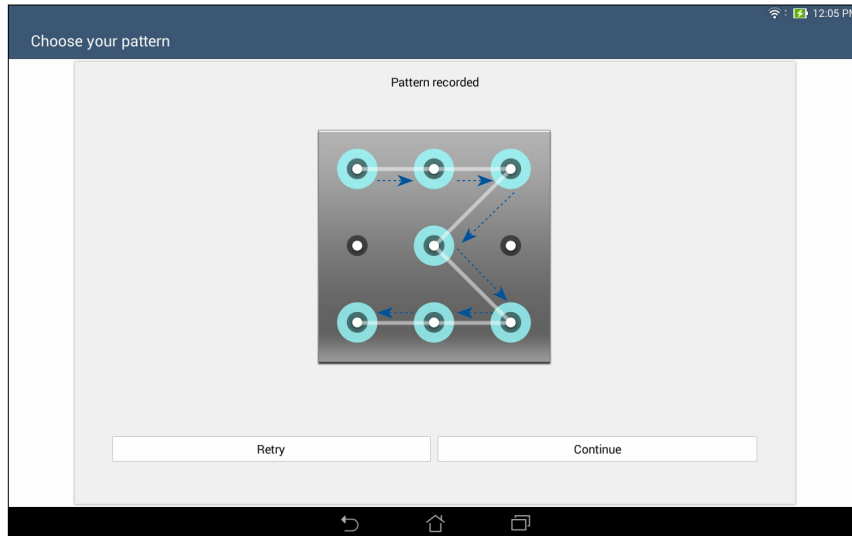 12:05 PM
Choose your pattern
Pattern recorded
Retry
Continue